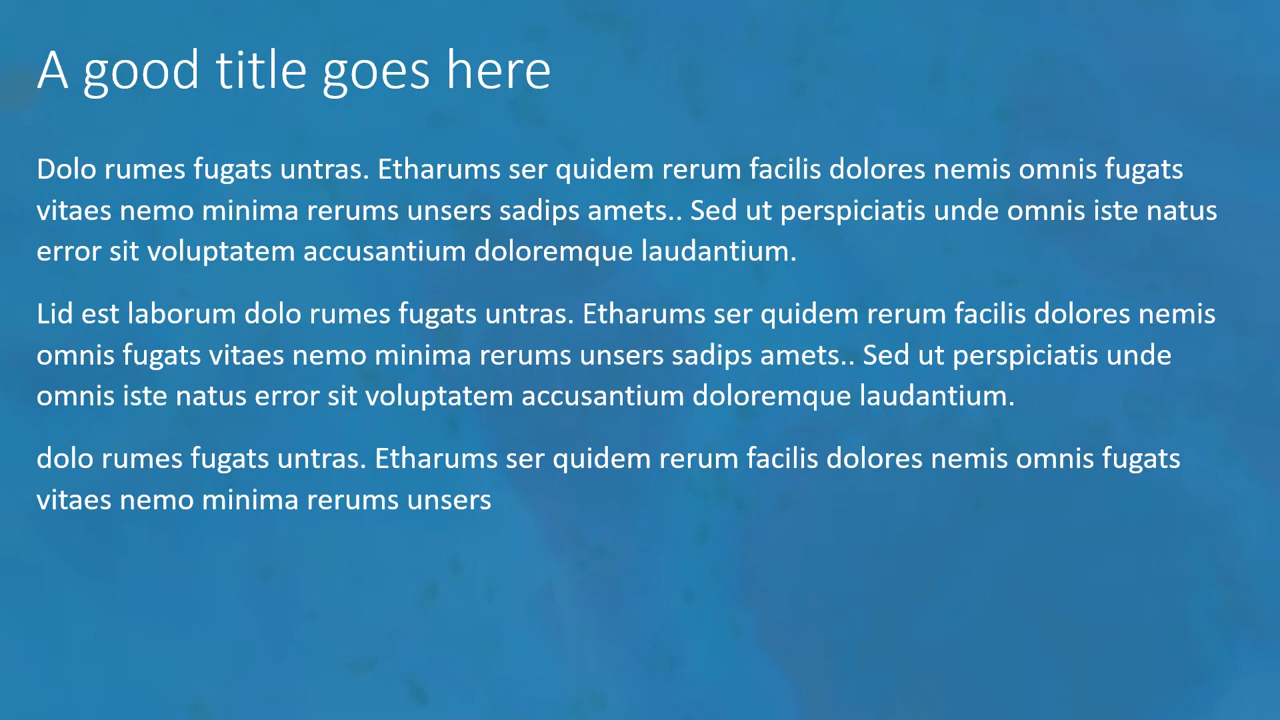 A good title goes here
Dolo rumes fugats untras. Etharums ser quidem rerum facilis dolores nemis omnis fugats
vitaes nemo minima rerums unsers sadips amets.. Sed ut perspiciatis unde omnis iste natus
error sit voluptatem accusantium doloremque laudantium.
Lid est laborum dolo rumes fugats untras. Etharums ser quidem rerum facilis dolores nemis
omnis fugats vitaes nemo minima rerums unsers sadips amets.. Sed ut perspiciatis unde
omnis iste natus error sit voluptatem accusantium doloremque laudantium.
dolo rumes fugats untras. Etharums ser quidem rerum facilis dolores nemis omnis fugats
vitaes nemo minima rerums unsers